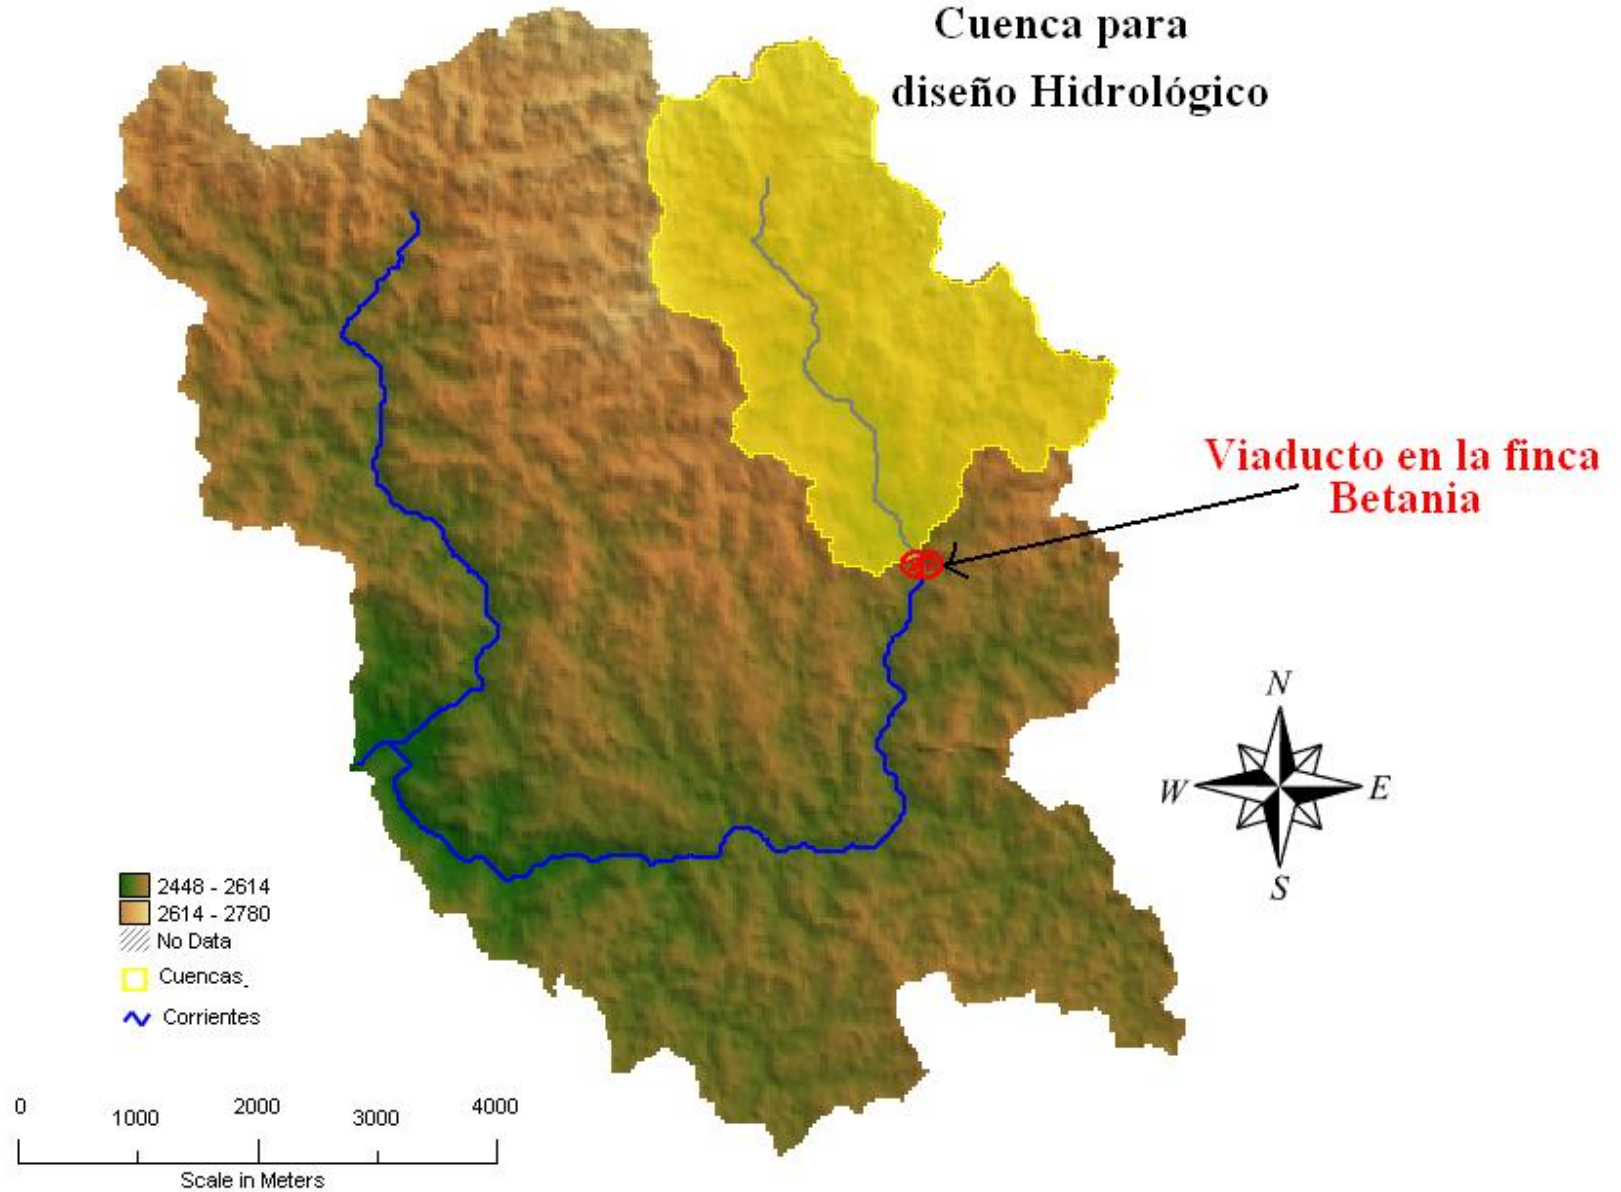 Cuenca para
diseño Hidrológico
Viaducto en la finca
Betania
N
W
E
S
2448 - 2614
2614 - 2780
No Data
Cuencas.
Corrientes
0
1000
2000
3000
4000
Scale in Meters